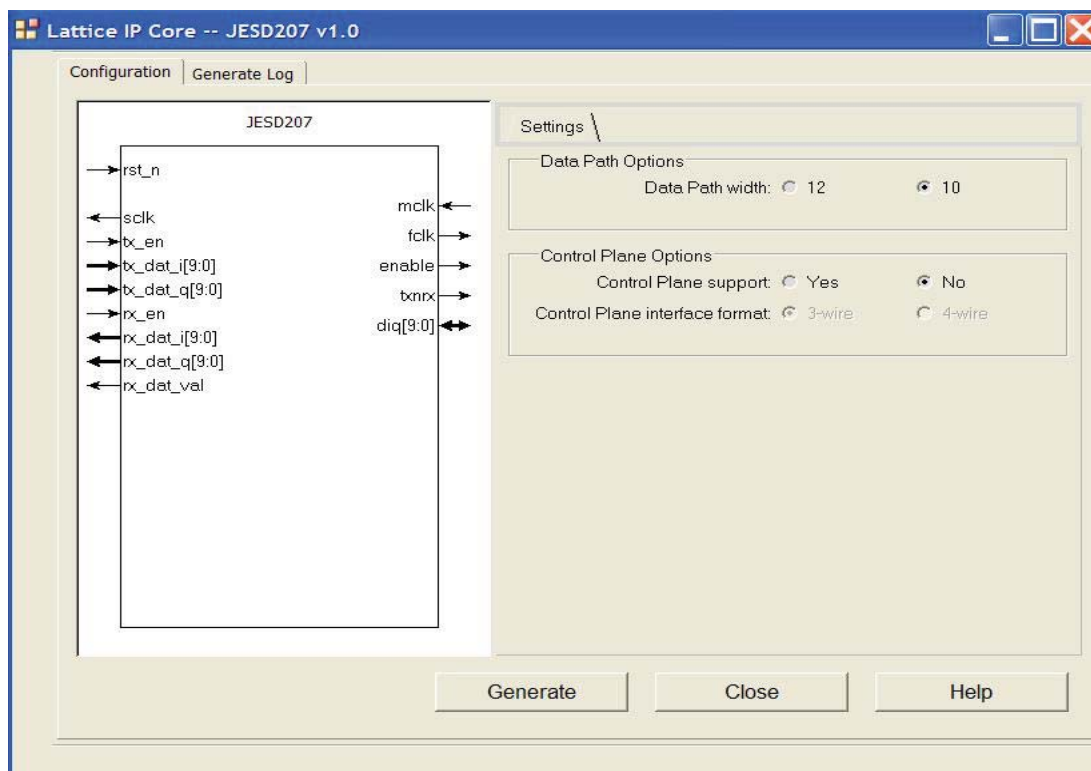 Lattice IP Core -- JESD207 v1.0
Configuration
Generate Log
JESD207
rst_n
sclk
tx_en
tx_dat_i[9:0]
tx_dat_q[9:0]
rx_en
rx_dat_i[9:0]
rx_dat_q[9:0]
rx_dat_val
mclk
fclk
enable
txnrx
diq[9:0]
Settings
Data Path Options
Data Path width: 12 10
Control Plane Options
Control Plane support: Yes No
Control Plane interface format: 3-wire 4-wire
Generate Close Help